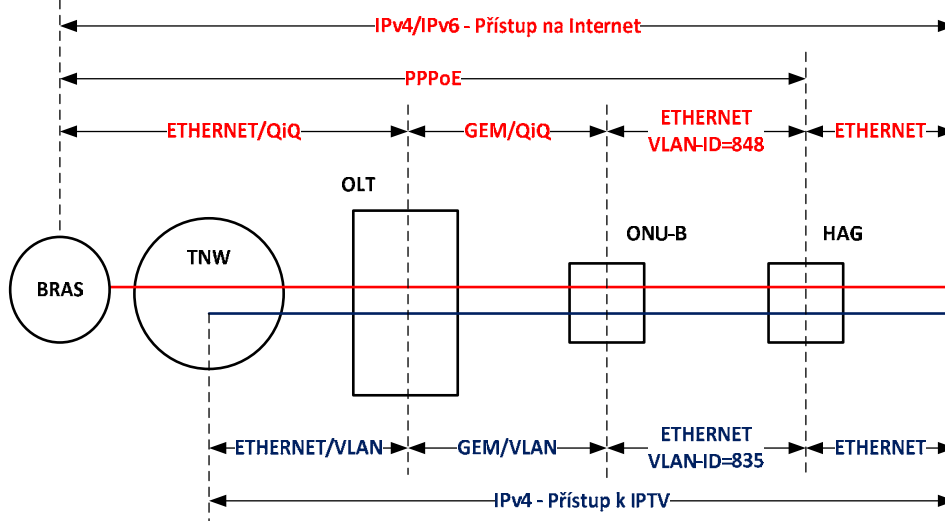 IPv4/IPv6 - Přístup na Internet
PPPoE
ETHERNET/QiQ
GEM/QiQ
ETHERNET
VLAN-ID=848
ETHERNET
OLT
ONU-B
HAG
TNW
BRAS
ETHERNET/VLAN
GEM/VLAN
ETHERNET
VLAN-ID=835
ETHERNET
IPv4 - Přístup k IPTV